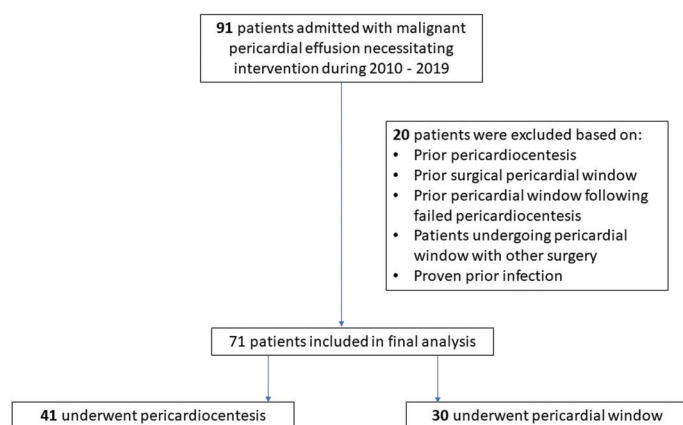 91 patients admitted with malignant
pericardial effusion necessitating
intervention during 2010 - 2019
20 patients were excluded based on:
• Prior pericardiocentesis
• Prior surgical pericardial window
• Prior pericardial window following
failed pericardiocentesis
• Patients undergoing pericardial
window with other surgery
• Proven prior infection
71 patients included in final analysis
41 underwent pericardiocentesis
30 underwent pericardial window